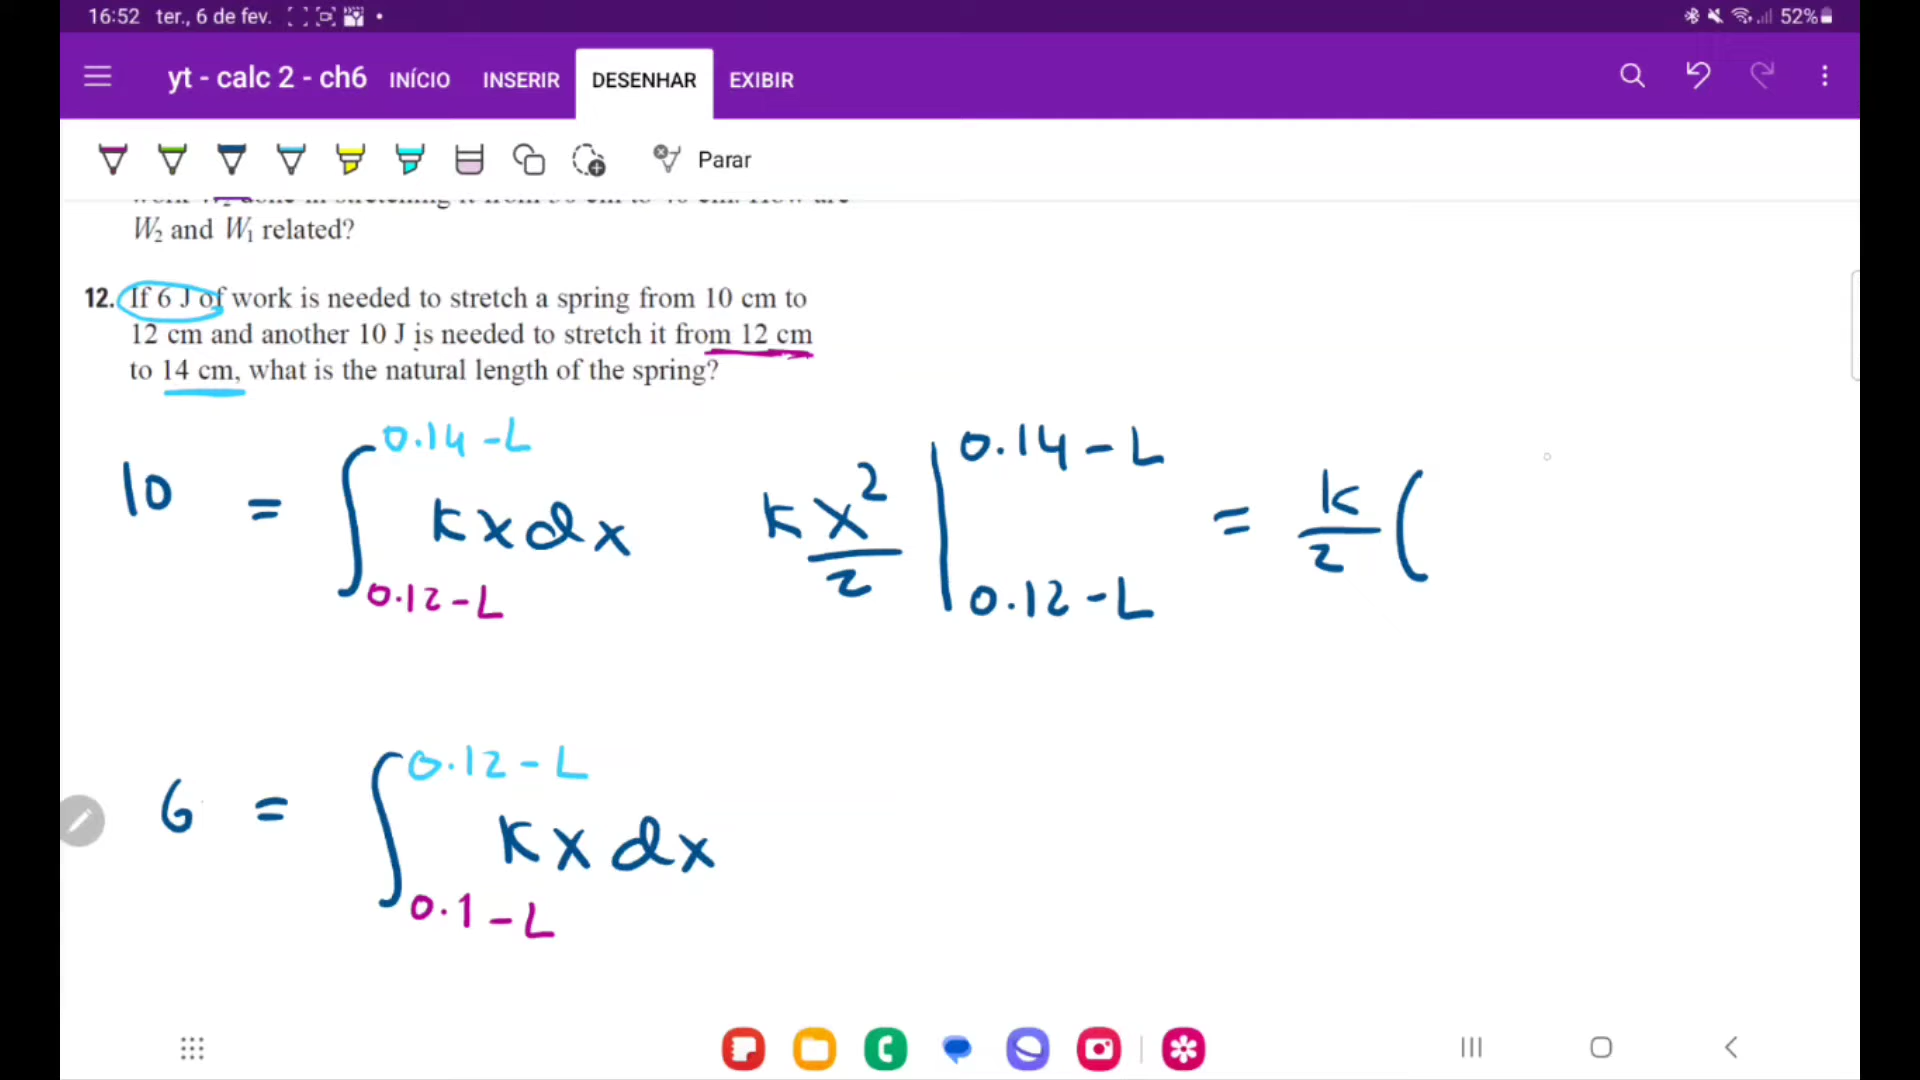 16:52 ter., 6 de fev. 52%
yt - calc 2 - ch6 INÍCIO INSERIR DESENHAR EXIBIR
Parar
W₂ and W₁ related?
12. If 6 J of work is needed to stretch a spring from 10 cm to
12 cm and another 10 J is needed to stretch it from 12 cm
to 14 cm, what is the natural length of the spring?
10 = ∫ 0.14-L 0.12-L kxdx kx²/2 | 0.14-L 0.12-L = k/2 (
6 = ∫ 0.12-L 0.1-L kxdx